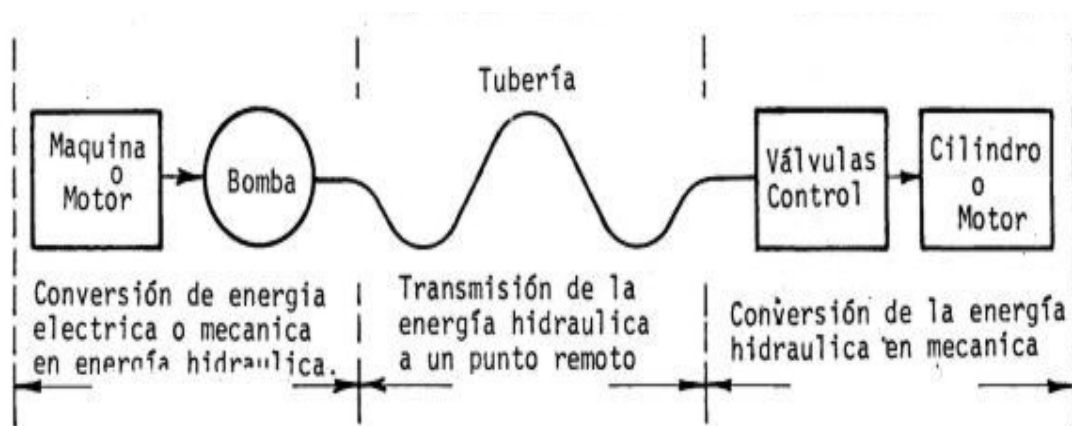 Tubería
Maquina
o
Motor
Bomba
Válvulas
Control
Cilindro
o
Motor
Conversión de energia
electrica o mecanica
en energía hidraulica.
Transmisión de la
energía hidraulica
a un punto remoto
Conversión de la energía
hidraulica en mecanica